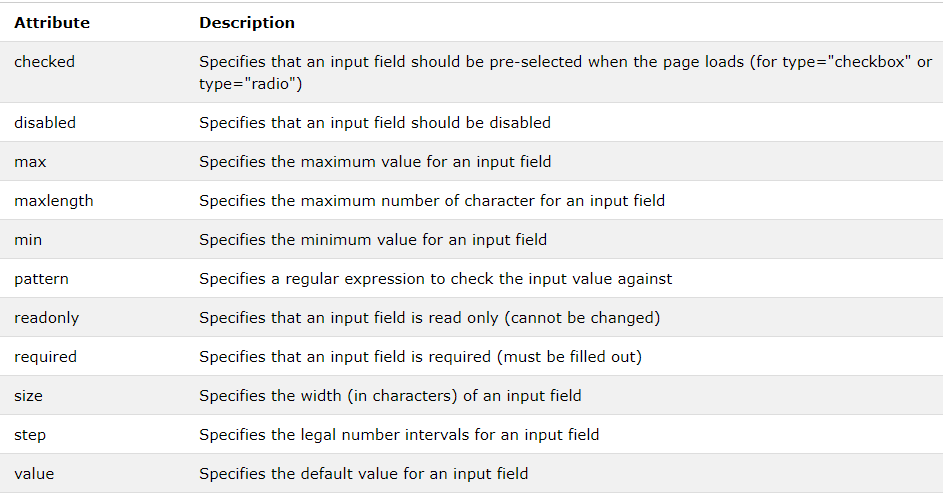 Attribute Description
checked Specifies that an input field should be pre-selected when the page loads (for type="checkbox" or
type="radio")
disabled Specifies that an input field should be disabled
max Specifies the maximum value for an input field
maxlength Specifies the maximum number of character for an input field
min Specifies the minimum value for an input field
pattern Specifies a regular expression to check the input value against
readonly Specifies that an input field is read only (cannot be changed)
required Specifies that an input field is required (must be filled out)
size Specifies the width (in characters) of an input field
step Specifies the legal number intervals for an input field
value Specifies the default value for an input field